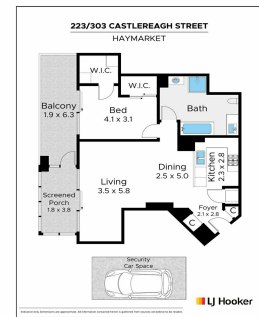 223/303 CASTLEREAGH STREET
HAYMARKET
W.I.C.
W.I.C.
Balcony
1.9 x 6.3
Bed
4.1 x 3.1
Bath
Kitchen
2.3 x 2.8
Dining
2.5 x 5.0
Living
3.5 x 5.8
Screened
Porch
1.8 x 3.8
Foyer
2.1 x 2.8
C
C
Security
Car Space
LJ Hooker